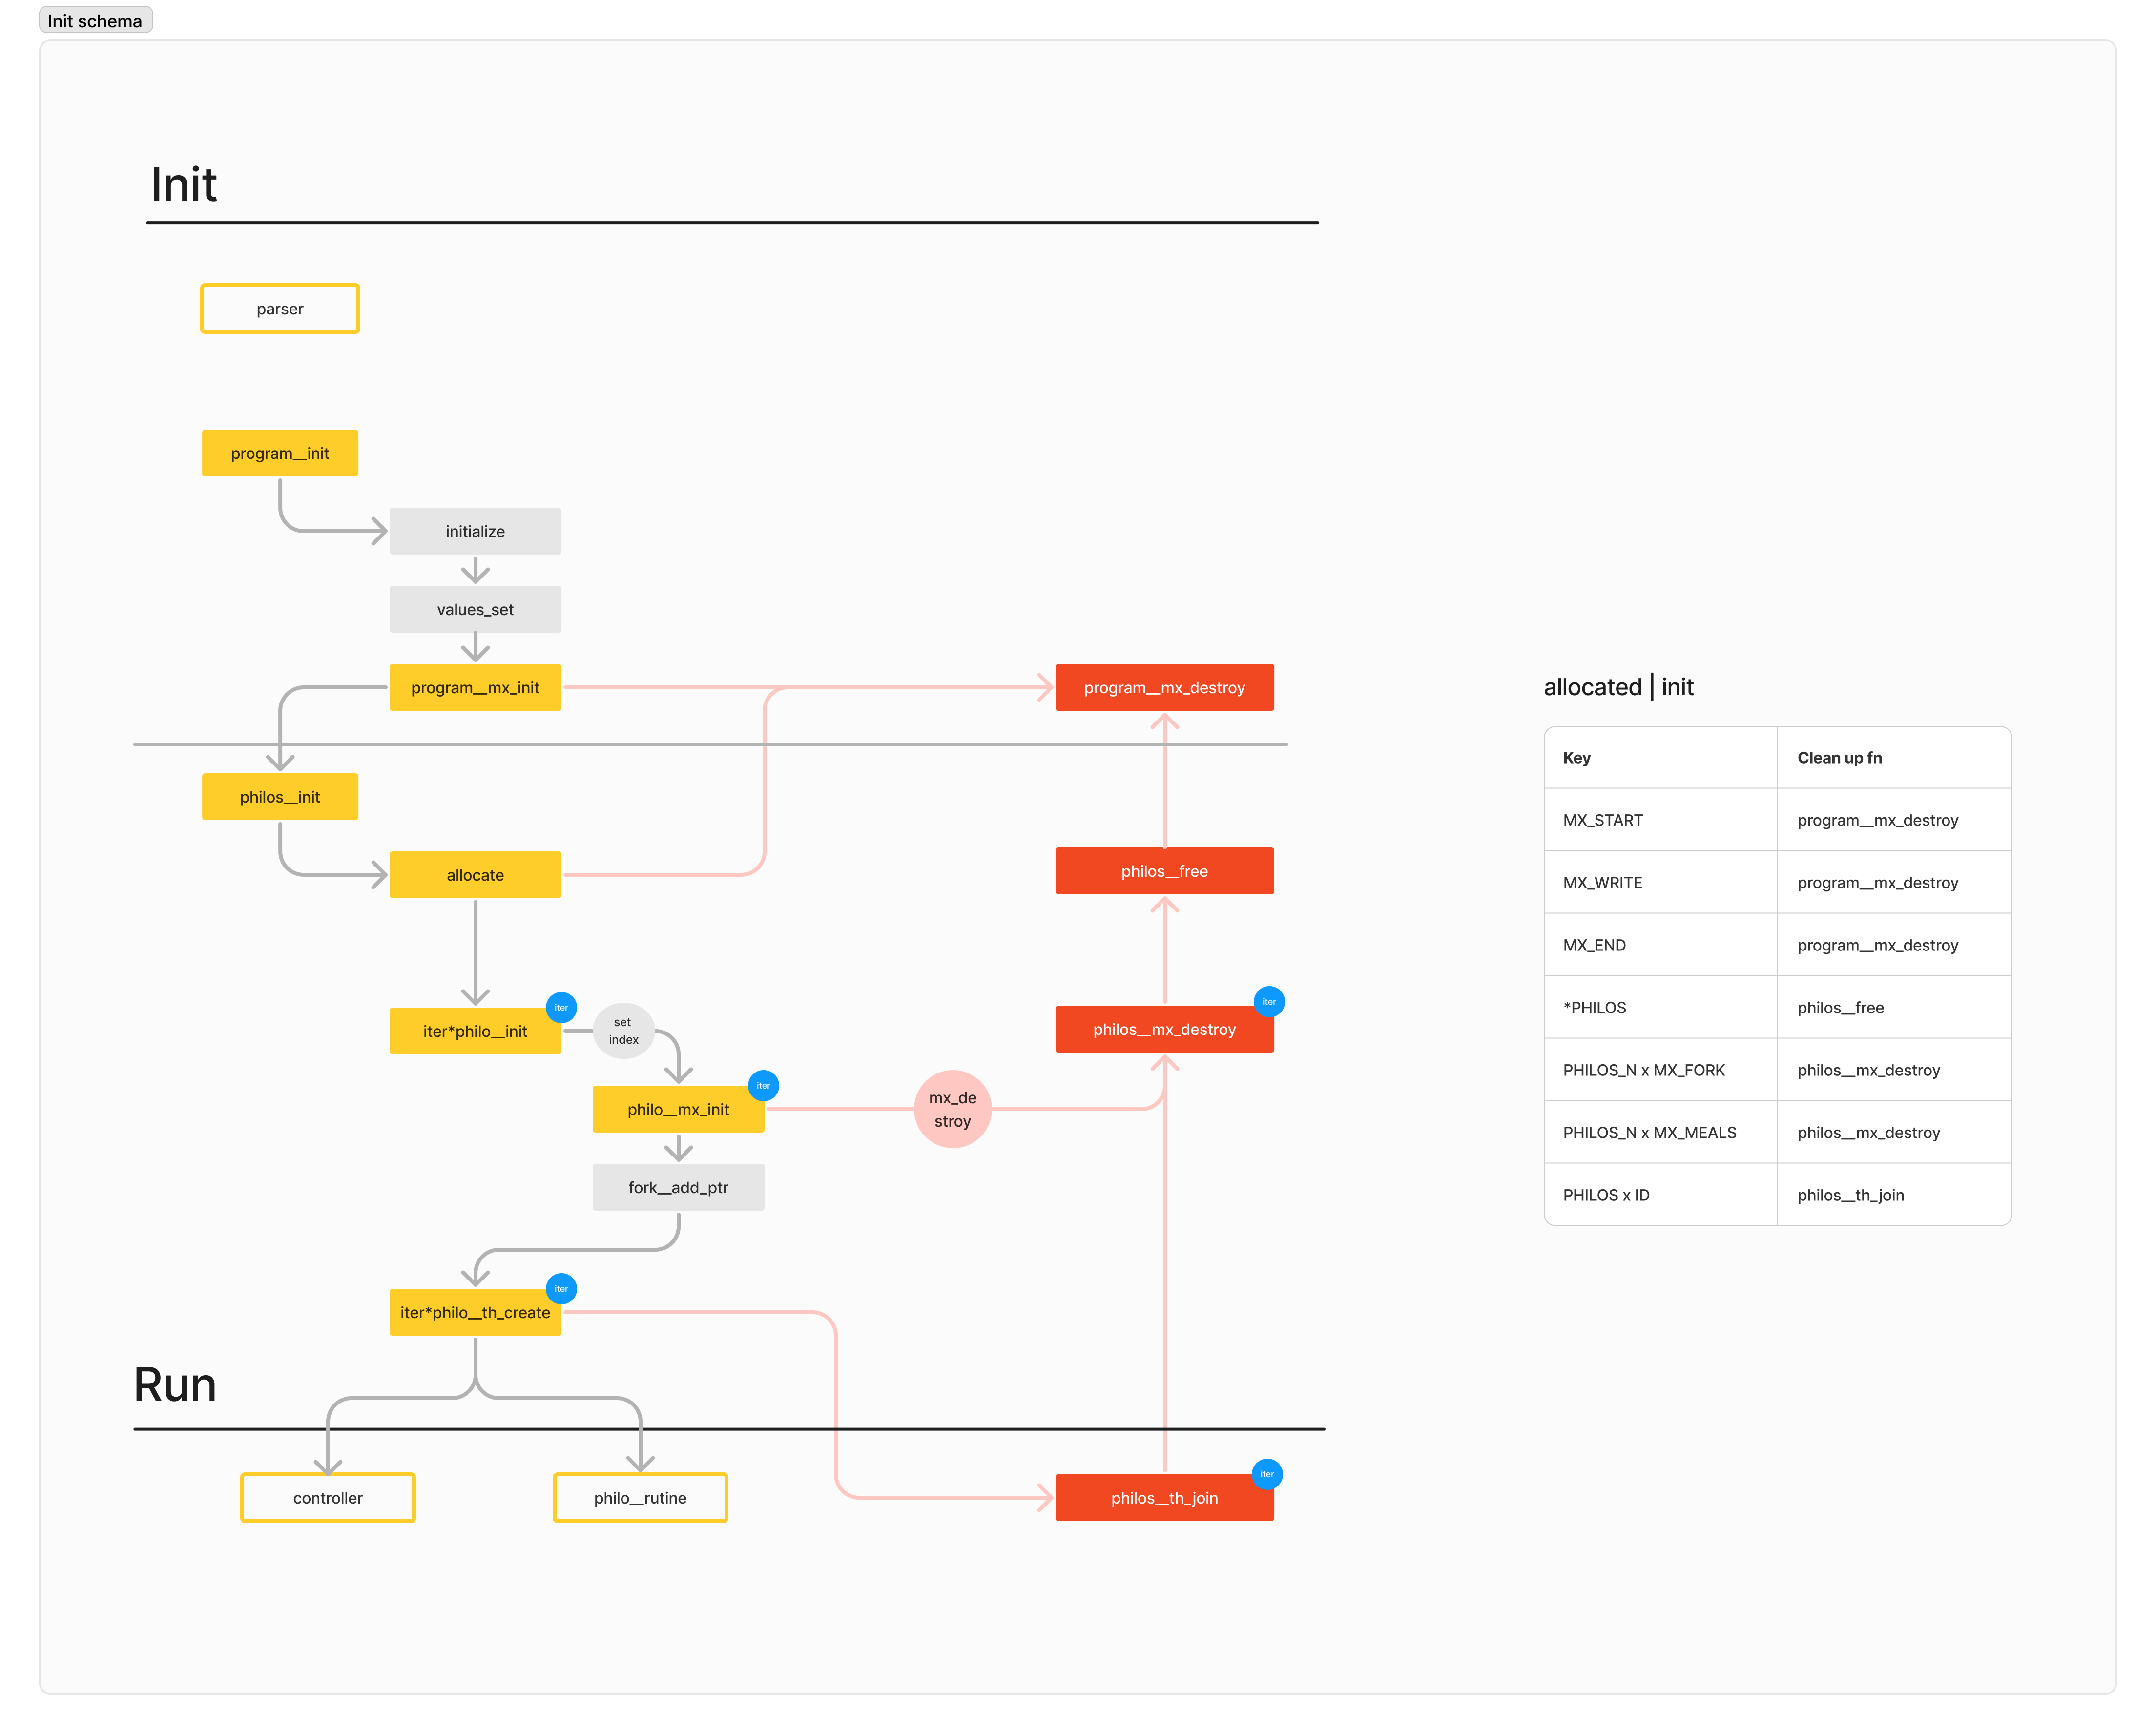 Init schema
Init
parser
program__init
initialize
values_set
program__mx_init
program__mx_destroy
philos__init
allocate
philos__free
iter*philo__init
iter
set
index
philos__mx_destroy
iter
philo__mx_init
iter
mx_de
stroy
fork__add_ptr
iter*philo__th_create
iter
Run
controller
philo__rutine
philos__th_join
iter
allocated | init
Key Clean up fn
MX_START program__mx_destroy
MX_WRITE program__mx_destroy
MX_END program__mx_destroy
*PHILOS philos__free
PHILOS_N x MX_FORK philos__mx_destroy
PHILOS_N x MX_MEALS philos__mx_destroy
PHILOS x ID philos__th_join